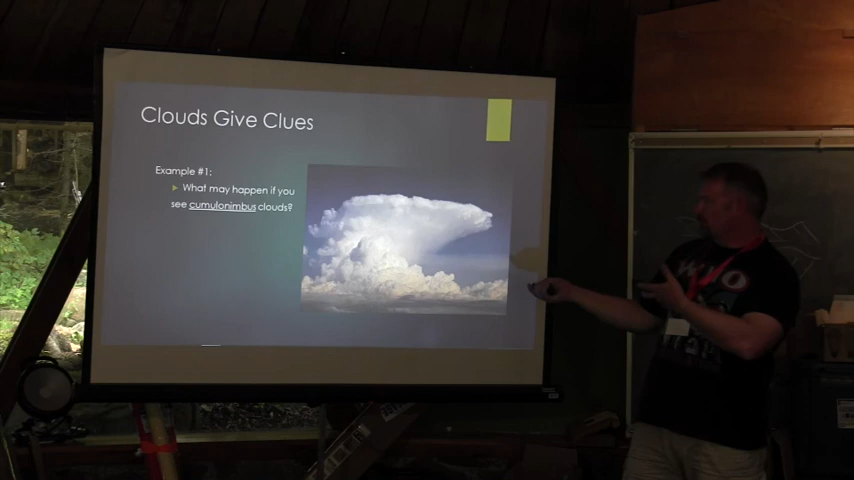 Clouds Give Clues
Example #1:
What may happen if you
see cumulonimbus clouds?